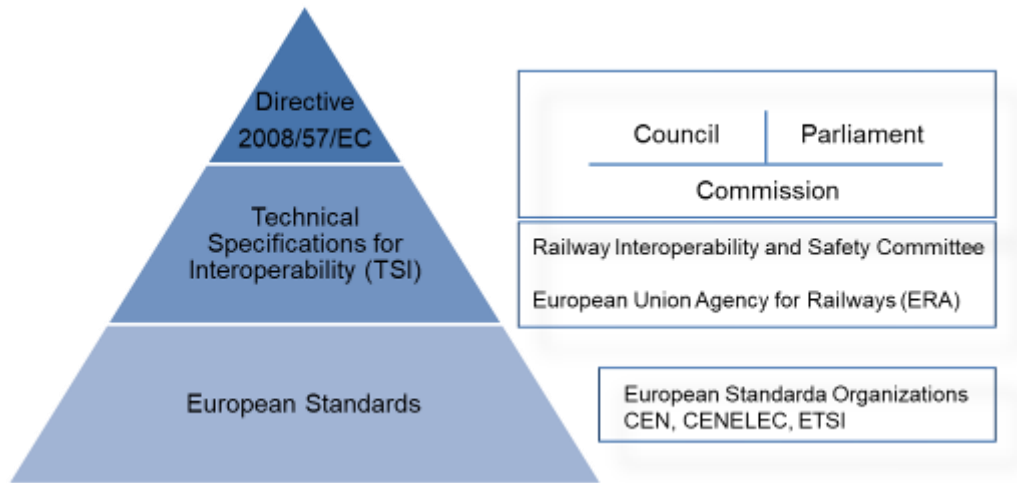 Directive
2008/57/EC
Technical
Specifications for
Interoperability (TSI)
European Standards
Council
Parliament
Commission
Railway Interoperability and Safety Committee
European Union Agency for Railways (ERA)
European Standarda Organizations
CEN, CENELEC, ETSI